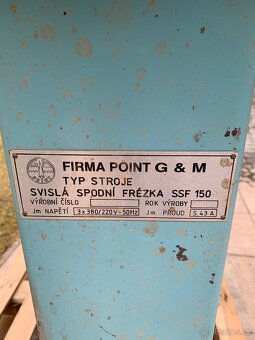 FIRMA POINT G & M
TYP STROJE
SVISLÁ SPODNÍ FRÉZKA SSF 150
VÝROBNÍ ČÍSLO ROK VÝROBY
Jm NAPĚTÍ 3x380/220V-50Hz Jm PROUD 5,43 A